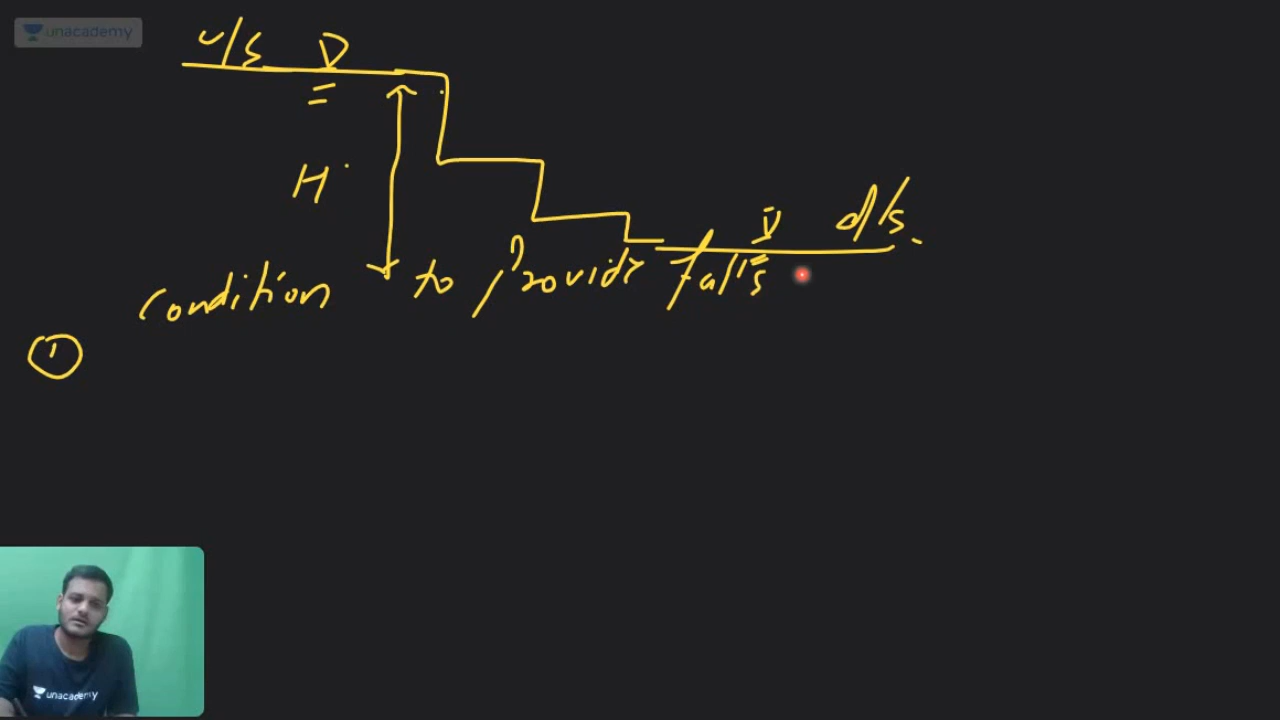 unacademy
u/s
H
d/s.
condition to provide falls
1
unacademy